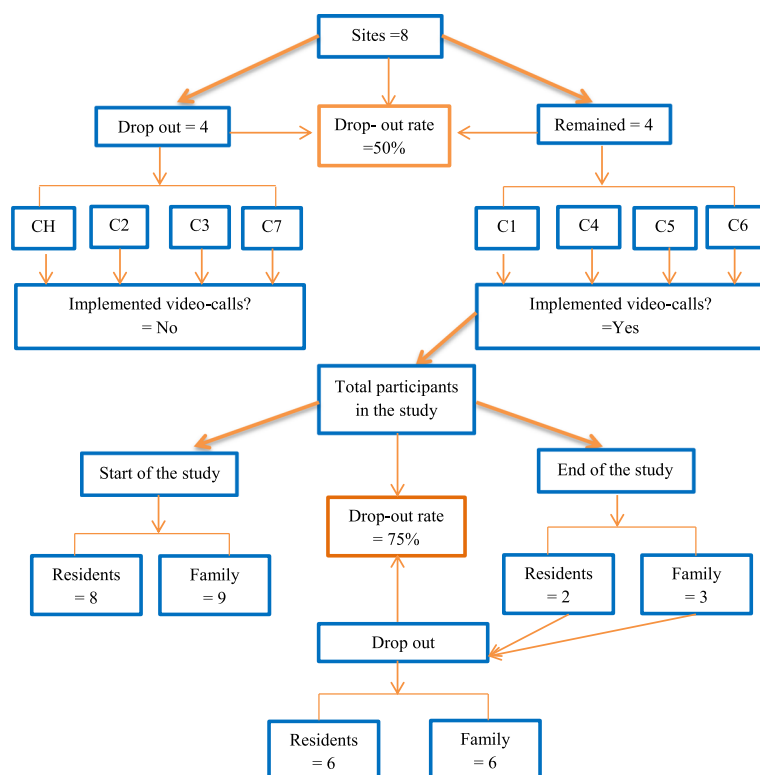 Sites =8
Drop out = 4
Drop- out rate
=50%
Remained = 4
CH
C2
C3
C7
C1
C4
C5
C6
Implemented video-calls?
= No
Implemented video-calls?
=Yes
Total participants
in the study
Start of the study
End of the study
Drop-out rate
= 75%
Residents
= 8
Family
= 9
Residents
= 2
Family
= 3
Drop out
Residents
= 6
Family
= 6